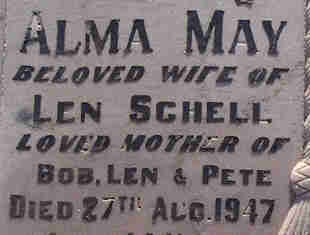 ALMA MAY
BELOVED WIFE OF
LEN SCHELL
LOVED MOTHER OF
BOB, LEN & PETE
DIED 27TH AUG. 1947